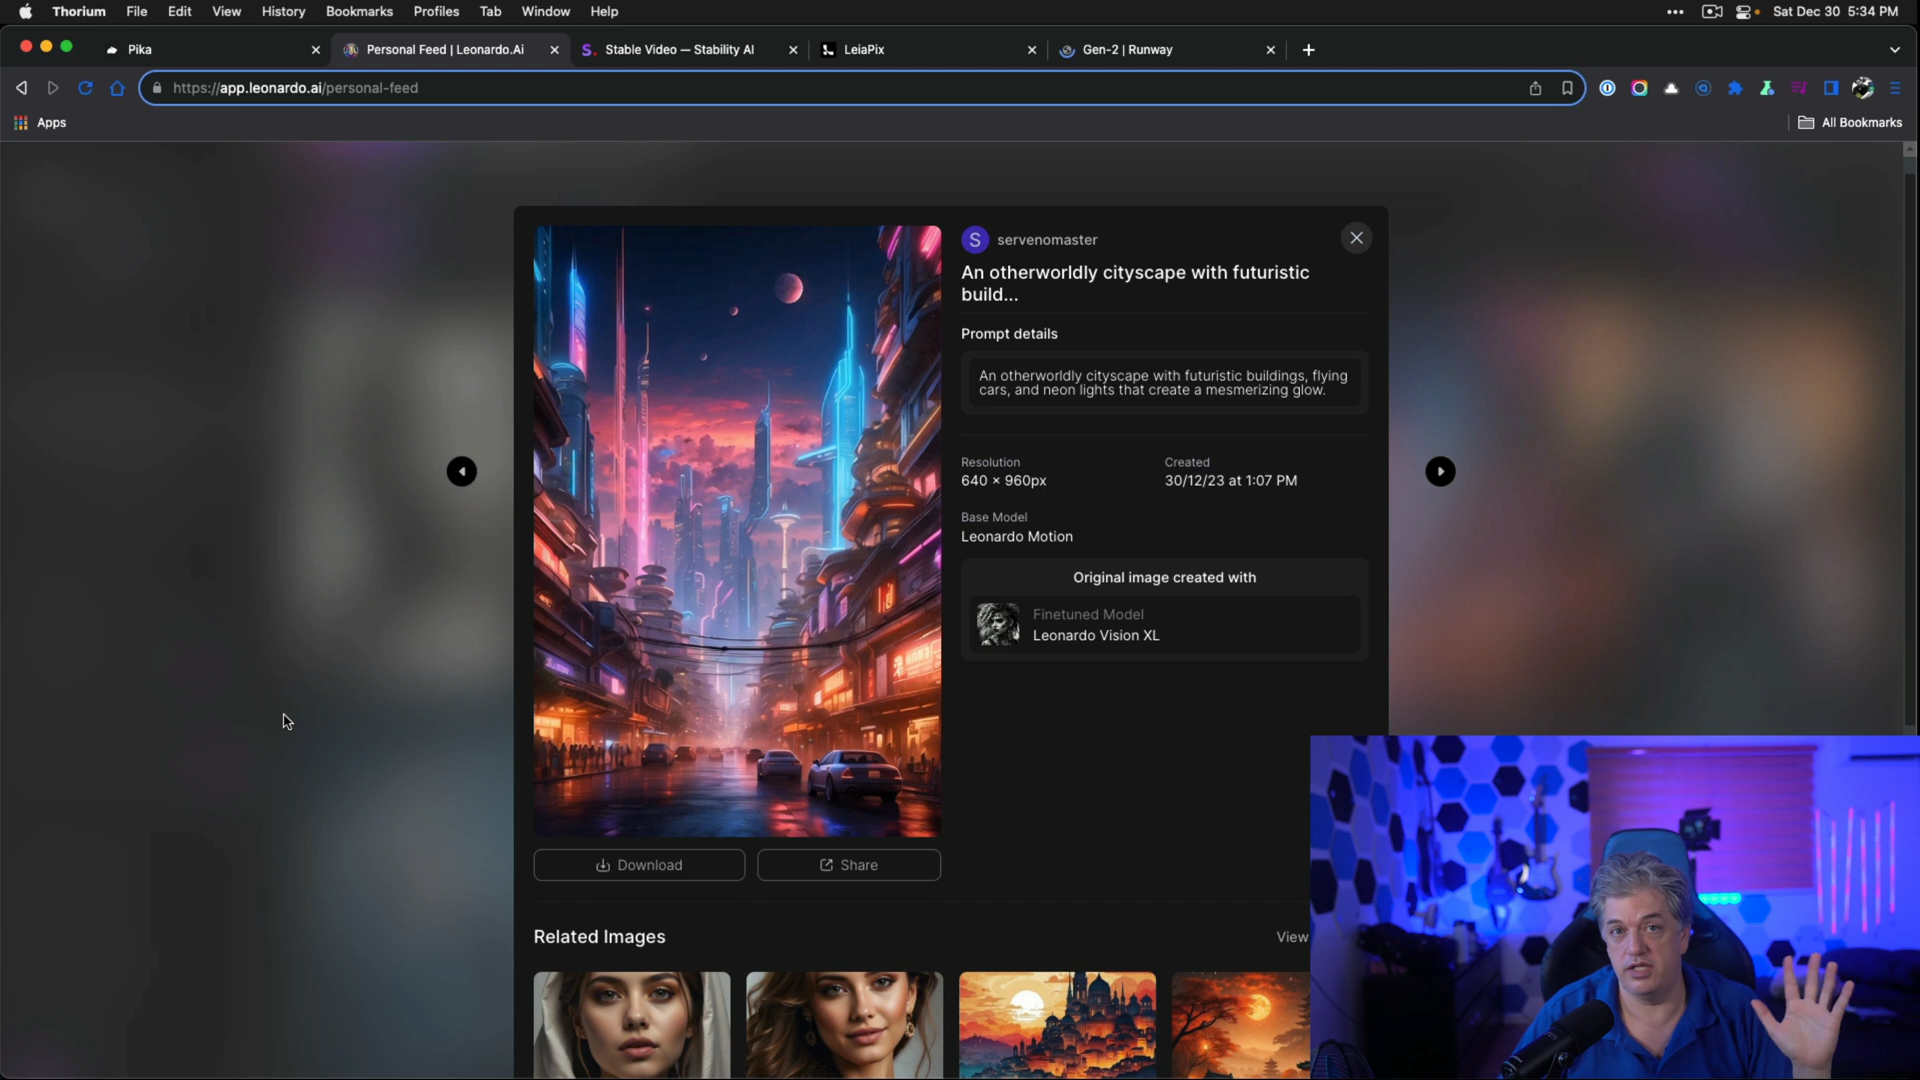 Thorium File Edit View History Bookmarks Profiles Tab Window Help Sat Dec 30 5:34 PM
Pika Personal Feed | Leonardo.Ai S. Stable Video — Stability AI LeiaPix Gen-2 | Runway
https://app.leonardo.ai/personal-feed
Apps All Bookmarks
S servenomaster
An otherworldly cityscape with futuristic
build...
Prompt details
An otherworldly cityscape with futuristic buildings, flying
cars, and neon lights that create a mesmerizing glow.
Resolution Created
640 × 960px 30/12/23 at 1:07 PM
Base Model
Leonardo Motion
Original image created with
Finetuned Model
Leonardo Vision XL
Download Share
Related Images View